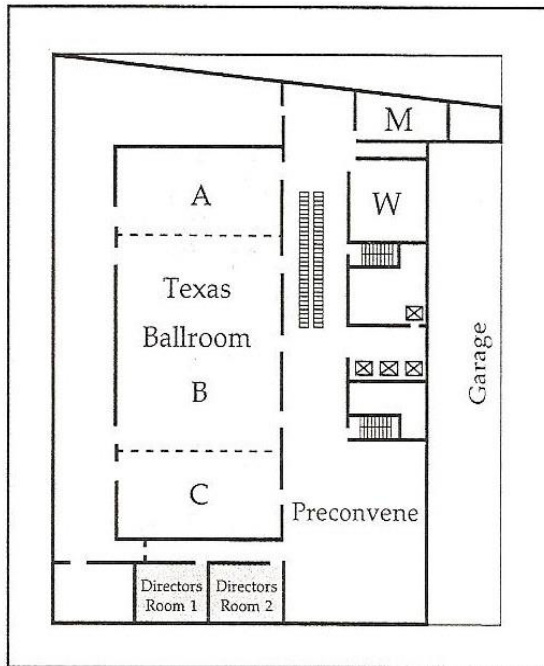 M
A
W
Texas
Ballroom
B
Garage
C
Preconvene
Directors
Room 1
Directors
Room 2